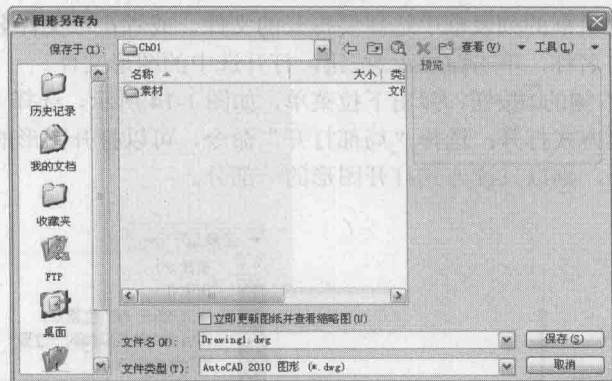 图形另存为
保存于(I): Ch01 查看(V) 工具(L)
名称 大小 类
预览
素材 文件
历史记录
我的文档
收藏夹
FTP
桌面
立即更新图纸并查看缩略图(U)
文件名(N): Drawing1.dwg 保存(S)
文件类型(T): AutoCAD 2010 图形 (*.dwg) 取消